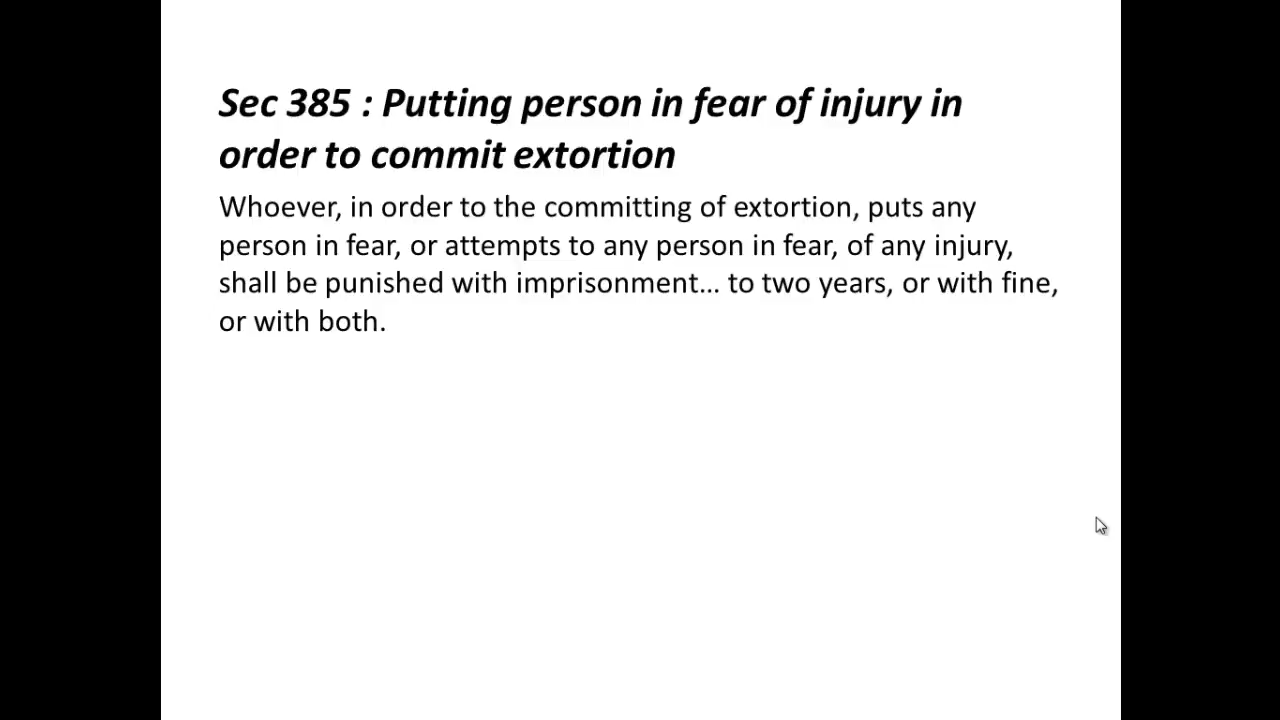 Sec 385 : Putting person in fear of injury in
order to commit extortion
Whoever, in order to the committing of extortion, puts any
person in fear, or attempts to any person in fear, of any injury,
shall be punished with imprisonment... to two years, or with fine,
or with both.